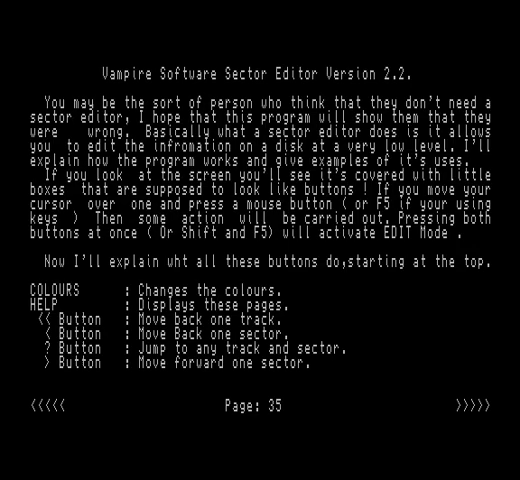 Vampire Software Sector Editor Version 2.2.
You may be the sort of person who think that they don't need a
sector editor, I hope that this program will show them that they
were wrong. Basically what a sector editor does is it allows
you to edit the infromation on a disk at a very low level. I'll
explain how the program works and give examples of it's uses.
If you look at the screen you'll see it's covered with little
boxes that are supposed to look like buttons ! If you move your
cursor over one and press a mouse button ( or F5 if your using
keys ) Then some action will be carried out. Pressing both
buttons at once ( Or Shift and F5) will activate EDIT Mode .
Now I'll explain wht all these buttons do,starting at the top.
COLOURS : Changes the colours.
HELP : Displays these pages.
<< Button : Move back one track.
< Button : Move Back one sector.
? Button : Jump to any track and sector.
> Button : Move forward one sector.
<<<<< Page: 35 >>>>>